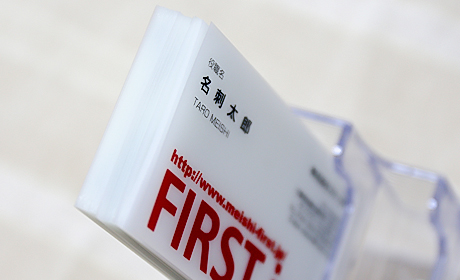 役職名
名刺太郎
TARO MEISHI
http://www.meishi-first.jp
FIRST